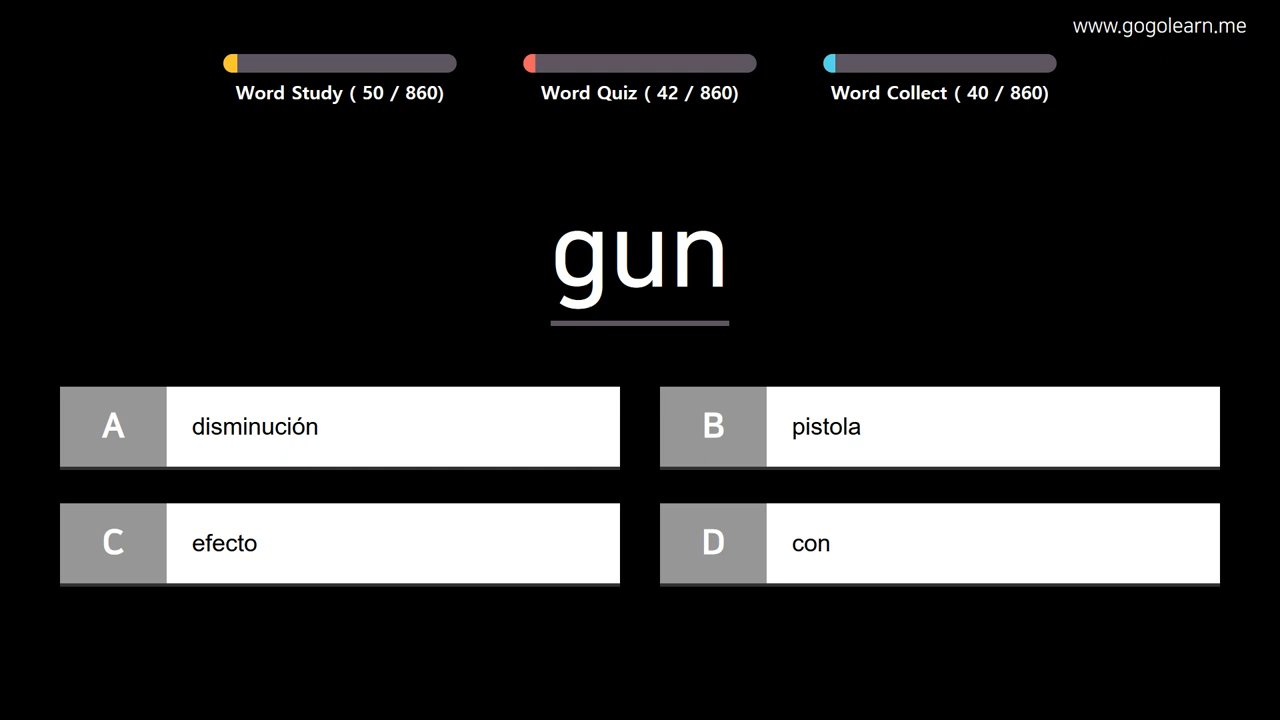 www.gogolearn.me
Word Study ( 50 / 860)
Word Quiz ( 42 / 860)
Word Collect ( 40 / 860)
gun
A disminución
B pistola
C efecto
D con